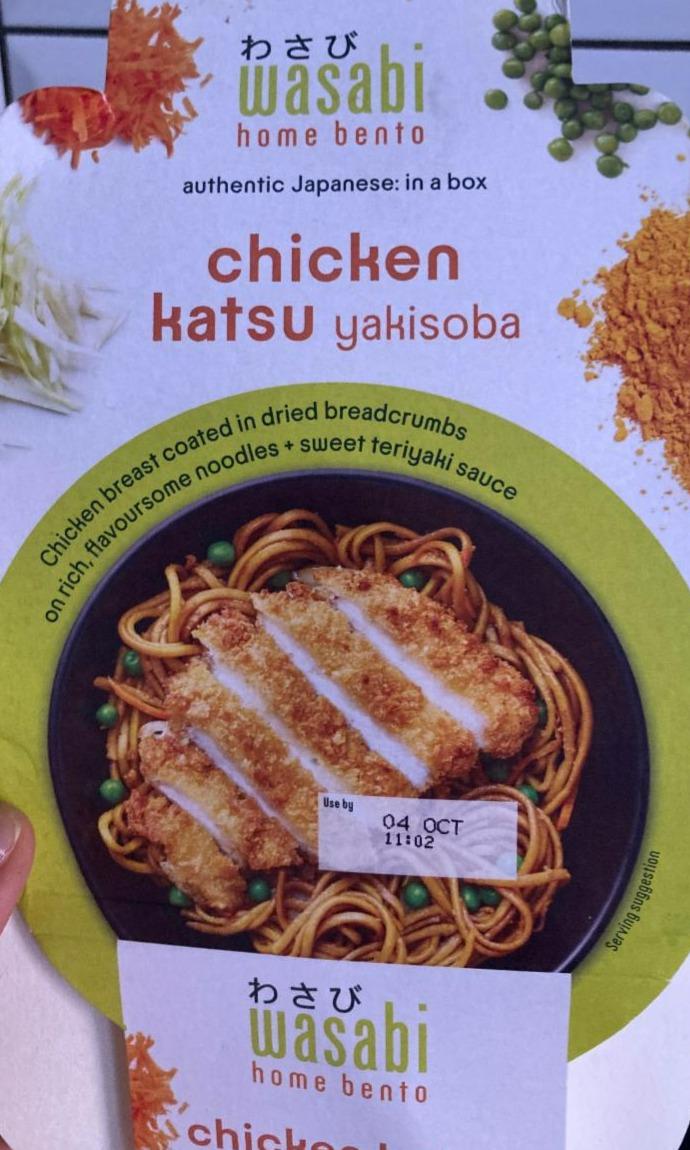 わさび
wasabi
home bento
authentic Japanese: in a box
chicken
katsu yakisoba
Chicken breast coated in dried breadcrumbs
on rich, flavoursome noodles + sweet teriyaki sauce
Use by
04 OCT
11:02
Serving suggestion
わさび
wasabi
home bento
chicken